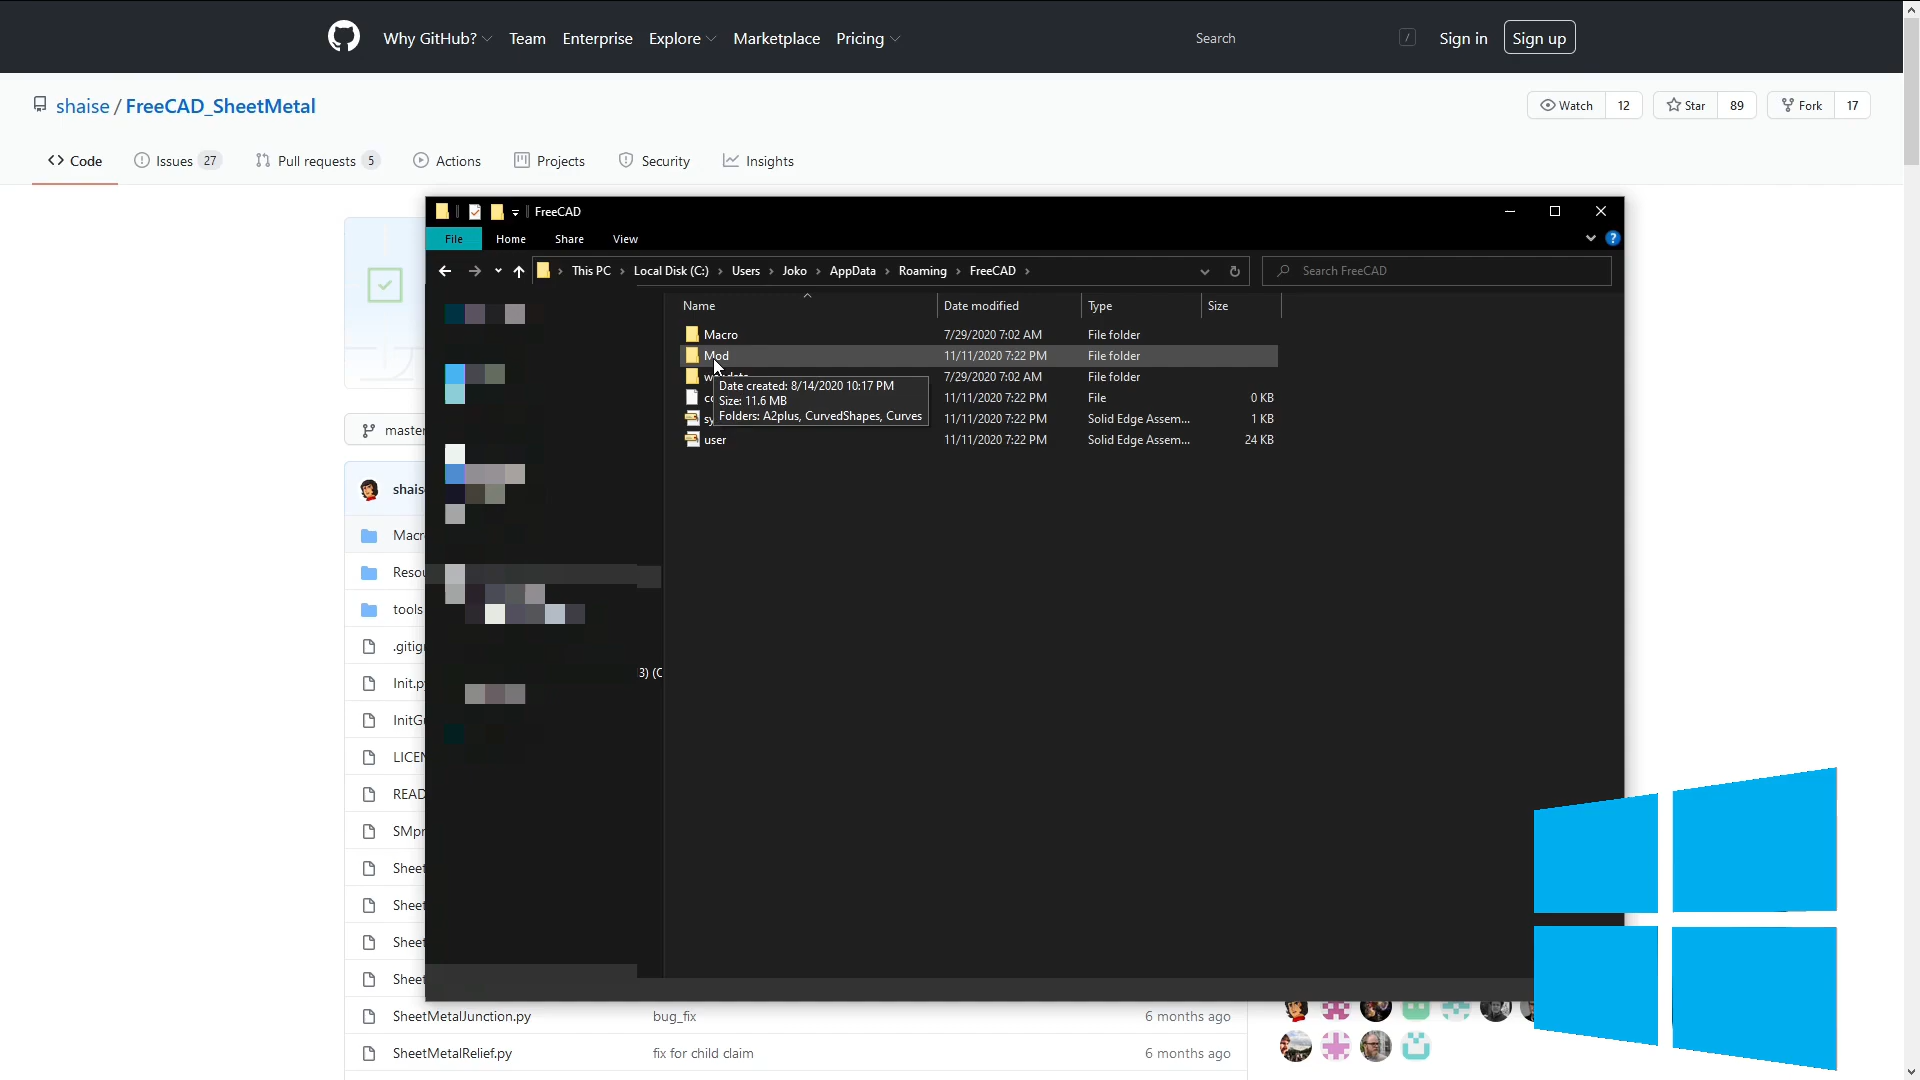 Why GitHub? Team Enterprise Explore Marketplace Pricing Search / Sign in Sign up
shaise / FreeCAD_SheetMetal Watch 12 Star 89 Fork 17
Code Issues 27 Pull requests 5 Actions Projects Security Insights
FreeCAD
File Home Share View ?
This PC › Local Disk (C:) › Users › Joko › AppData › Roaming › FreeCAD › Search FreeCAD
Name Date modified Type Size
Macro 7/29/2020 7:02 AM File folder
Mod 11/11/2020 7:22 PM File folder
7/29/2020 7:02 AM File folder
Date created: 8/14/2020 10:17 PM
11/11/2020 7:22 PM File 0 KB
Size: 11.6 MB
Folders: A2plus, CurvedShapes, Curves
11/11/2020 7:22 PM Solid Edge Assem... 1 KB
user 11/11/2020 7:22 PM Solid Edge Assem... 24 KB
master
shais
Macr
Resou
tools
.gitig
Init.p
InitG
LICEN
READ
SMpr
Sheet
Sheet
Sheet
Sheet
3) (C
SheetMetalJunction.py bug_fix 6 months ago
SheetMetalRelief.py fix for child claim 6 months ago